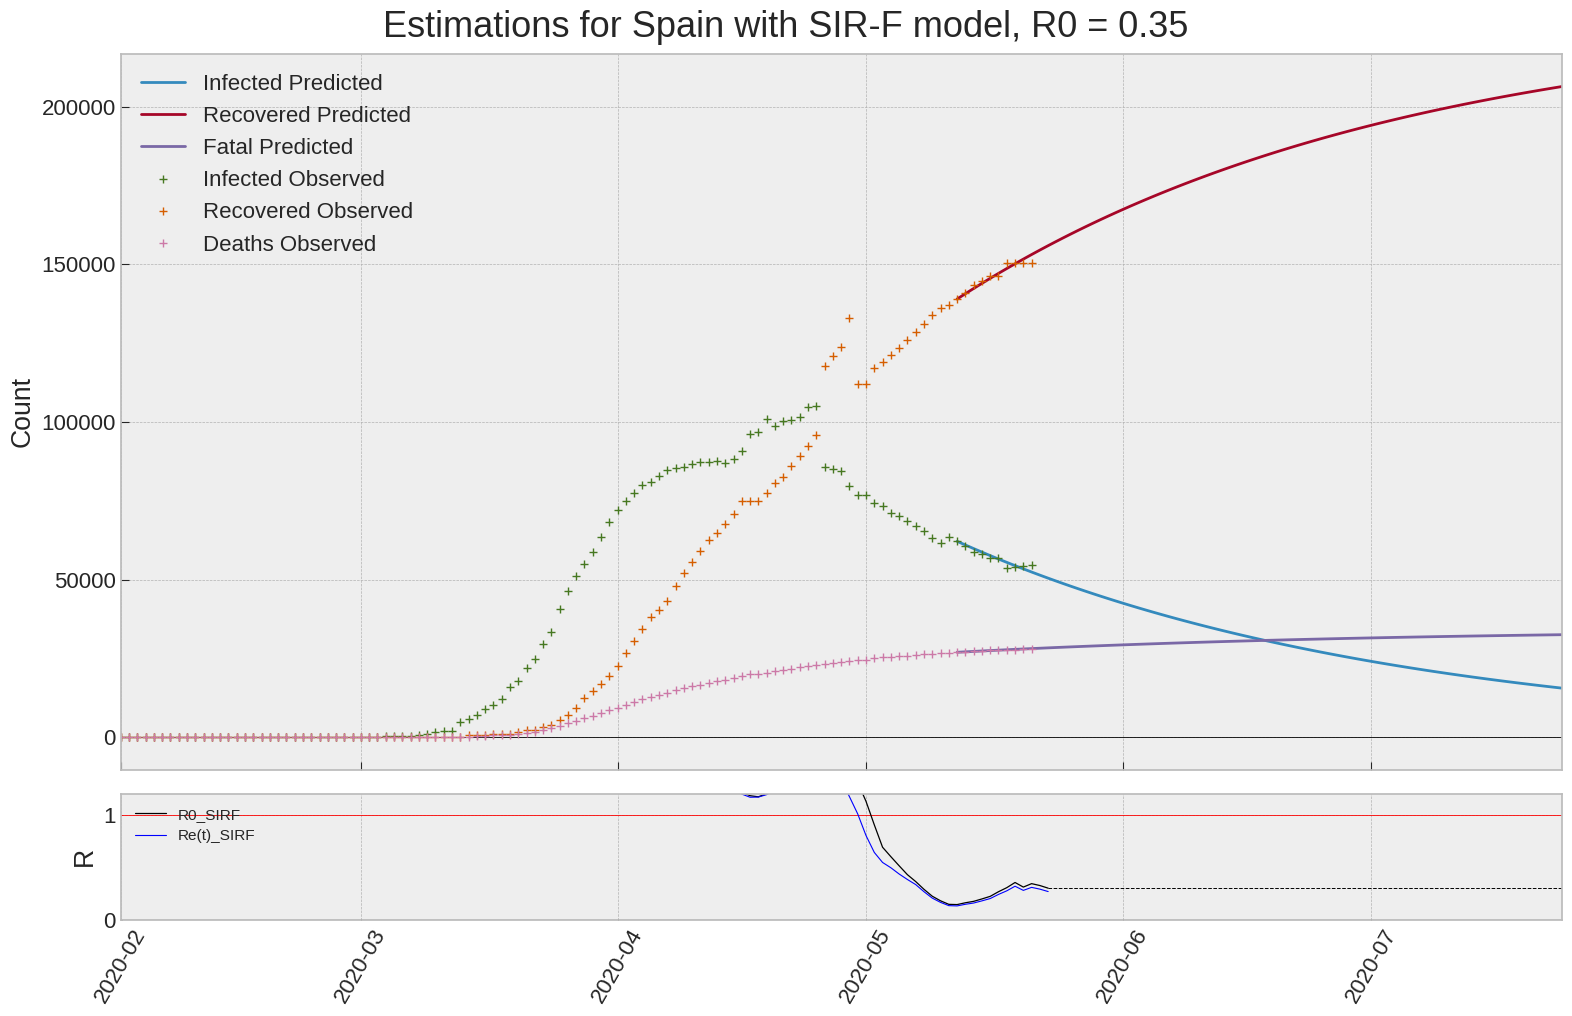 Estimations for Spain with SIR-F model, R0 = 0.35
Infected Predicted
Recovered Predicted
Fatal Predicted
Infected Observed
Recovered Observed
Deaths Observed
200000
150000
100000
50000
0
Count
R0_SIRF
Re(t)_SIRF
1
0
R
2020-02
2020-03
2020-04
2020-05
2020-06
2020-07